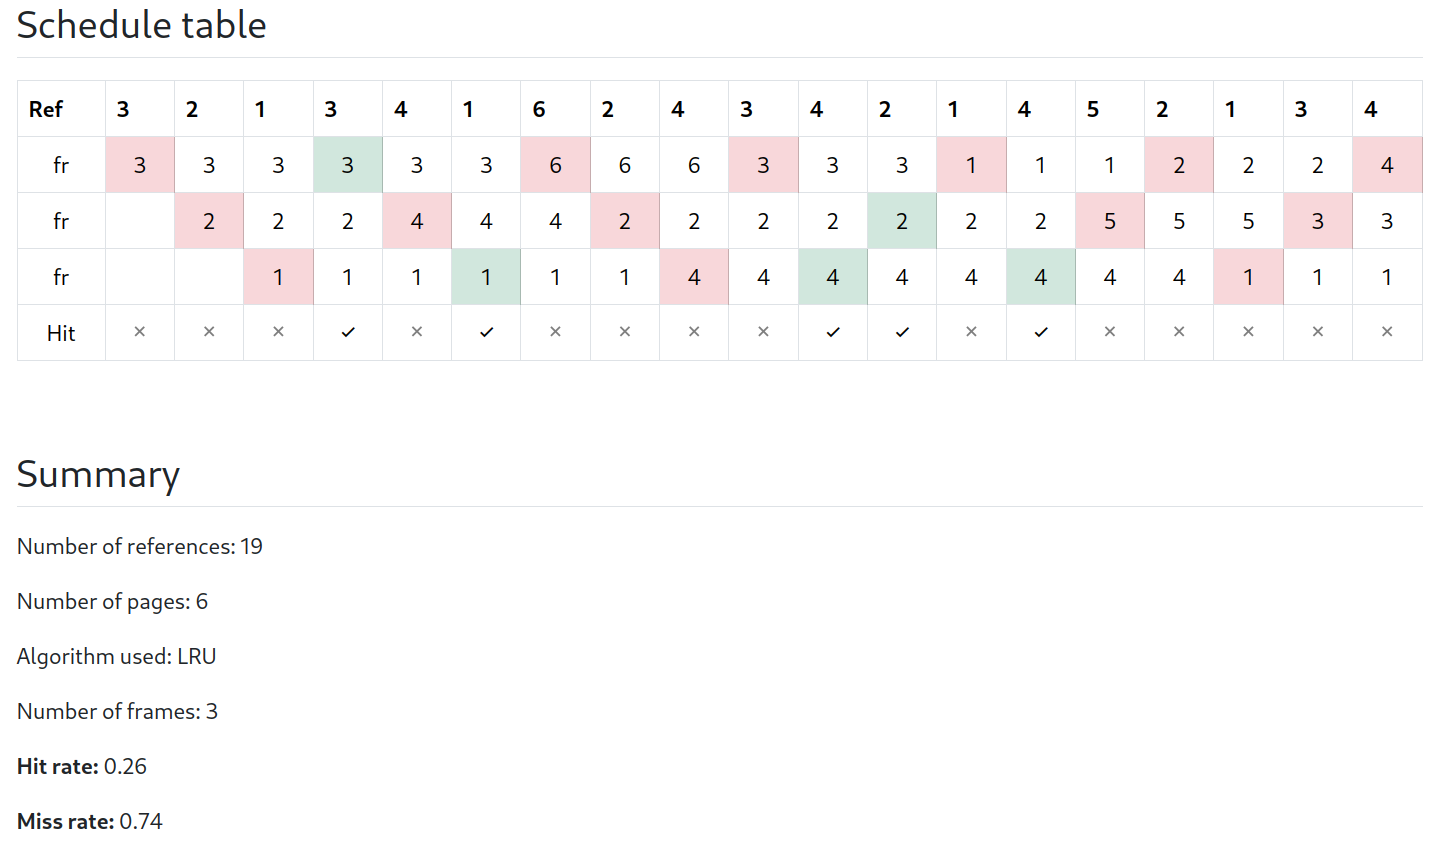 Schedule table
Ref 3 2 1 3 4 1 6 2 4 3 4 2 1 4 5 2 1 3 4
fr 3 3 3 3 3 3 6 6 6 3 3 3 1 1 1 2 2 2 4
fr 2 2 2 4 4 4 2 2 2 2 2 2 2 5 5 5 3 3
fr 1 1 1 1 1 1 4 4 4 4 4 4 4 4 1 1 1
Hit × × × ✓ × ✓ × × × × ✓ ✓ × ✓ × × × × ×
Summary
Number of references: 19
Number of pages: 6
Algorithm used: LRU
Number of frames: 3
Hit rate: 0.26
Miss rate: 0.74